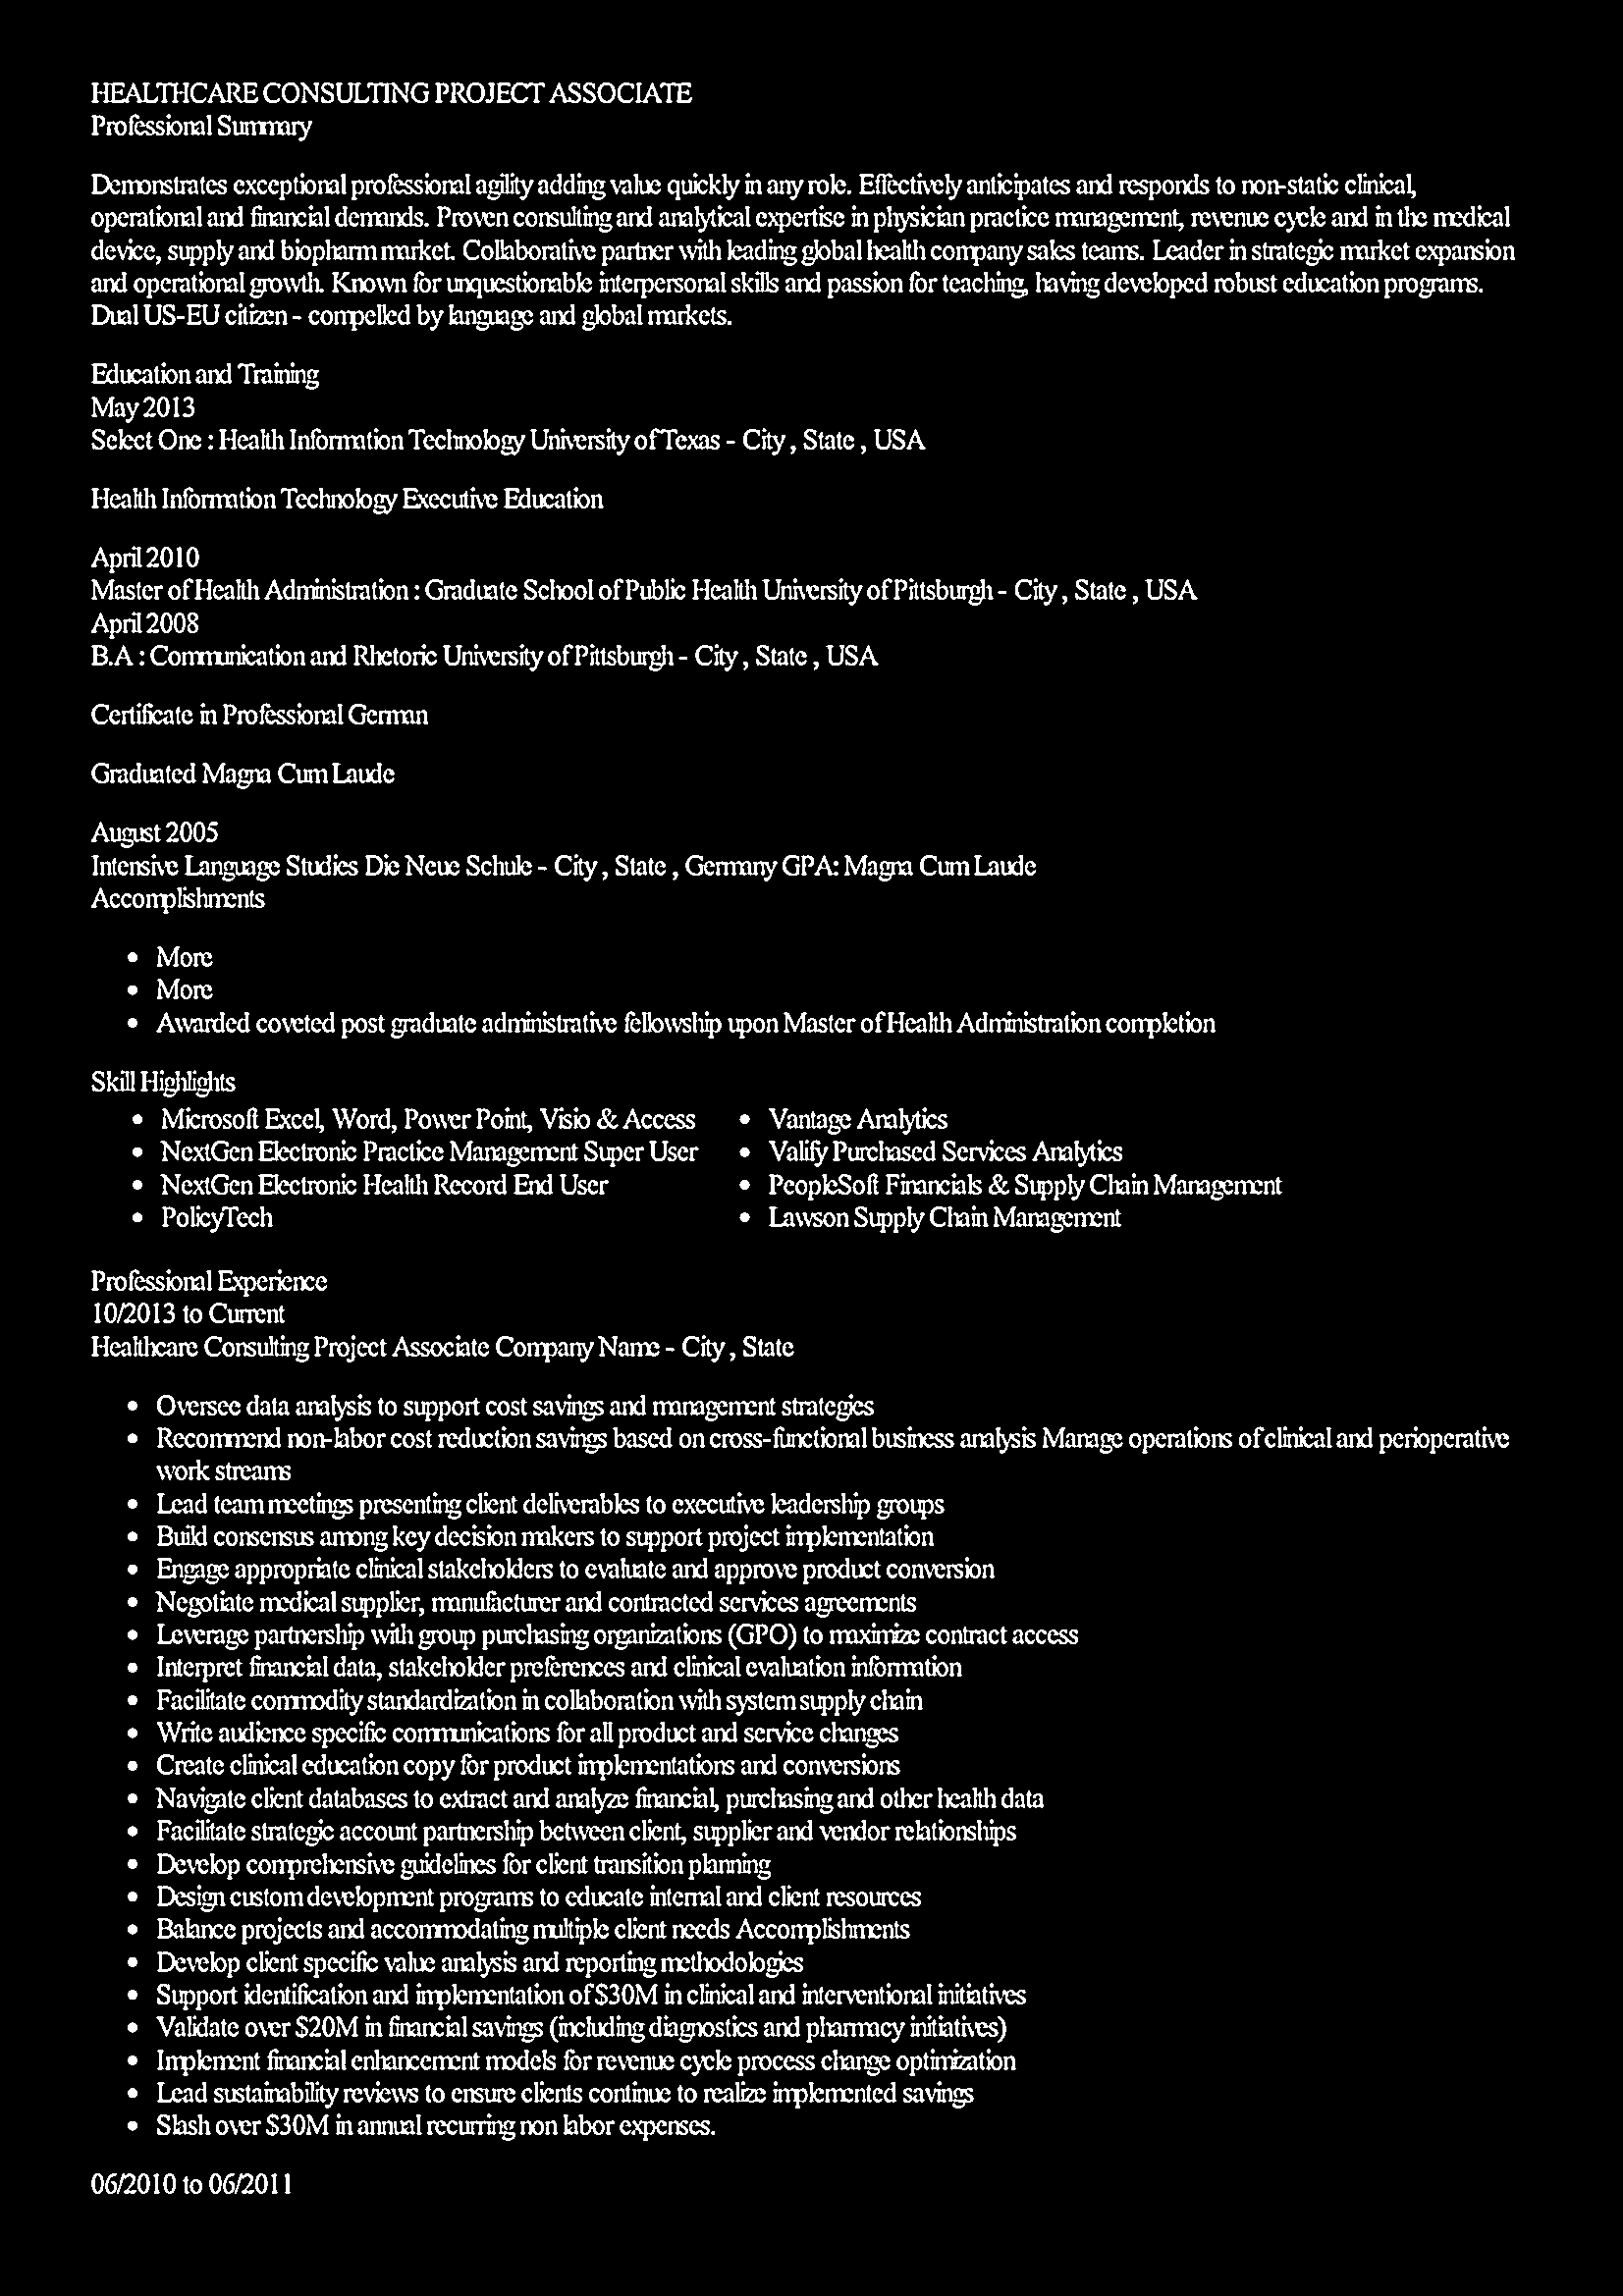 HEALTHCARE CONSULTING PROJECT ASSOCIATE
Professional Summary
Demonstrates exceptional professional agility adding value quickly in any role. Effectively anticipates and responds to non-static clinical,
operational and financial demands. Proven consulting and analytical expertise in physician practice management, revenue cycle and in the medical
device, supply and biopharm market. Collaborative partner with leading global health company sales teams. Leader in strategic market expansion
and operational growth. Known for unquestionable interpersonal skills and passion for teaching, having developed robust education programs.
Dual US-EU citizen - compelled by language and global markets.
Education and Training
May 2013
Select One : Health Information Technology University of Texas - City , State , USA
Health Information Technology Executive Education
April 2010
Master of Health Administration : Graduate School of Public Health University of Pittsburgh - City , State , USA
April 2008
B.A : Communication and Rhetoric University of Pittsburgh - City , State , USA
Certificate in Professional German
Graduated Magna Cum Laude
August 2005
Intensive Language Studies Die Neue Schule - City , State , Germany GPA: Magna Cum Laude
Accomplishments
• More
• More
• Awarded coveted post graduate administrative fellowship upon Master of Health Administration completion
Skill Highlights
• Microsoft Excel, Word, Power Point, Visio & Access
• NextGen Electronic Practice Management Super User
• NextGen Electronic Health Record End User
• PolicyTech
• Vantage Analytics
• Valify Purchased Services Analytics
• PeopleSoft Financials & Supply Chain Management
• Lawson Supply Chain Management
Professional Experience
10/2013 to Current
Healthcare Consulting Project Associate Company Name - City , State
• Oversee data analysis to support cost savings and management strategies
• Recommend non-labor cost reduction savings based on cross-functional business analysis Manage operations of clinical and perioperative
work streams
• Lead team meetings presenting client deliverables to executive leadership groups
• Build consensus among key decision makers to support project implementation
• Engage appropriate clinical stakeholders to evaluate and approve product conversion
• Negotiate medical supplier, manufacturer and contracted services agreements
• Leverage partnership with group purchasing organizations (GPO) to maximize contract access
• Interpret financial data, stakeholder preferences and clinical evaluation information
• Facilitate commodity standardization in collaboration with system supply chain
• Write audience specific communications for all product and service changes
• Create clinical education copy for product implementations and conversions
• Navigate client databases to extract and analyze financial, purchasing and other health data
• Facilitate strategic account partnership between client, supplier and vendor relationships
• Develop comprehensive guidelines for client transition planning
• Design custom development programs to educate internal and client resources
• Balance projects and accommodating multiple client needs Accomplishments
• Develop client specific value analysis and reporting methodologies
• Support identification and implementation of $30M in clinical and interventional initiatives
• Validate over $20M in financial savings (including diagnostics and pharmacy initiatives)
• Implement financial enhancement models for revenue cycle process change optimization
• Lead sustainability reviews to ensure clients continue to realize implemented savings
• Slash over $30M in annual recurring non labor expenses.
06/2010 to 06/2011